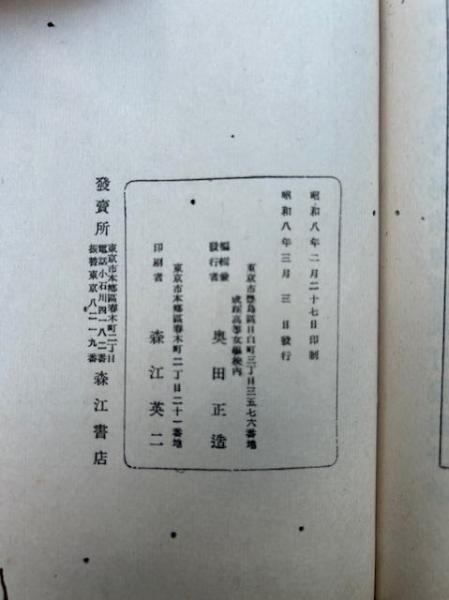 昭和八年二月二十七日印刷
昭和八年三月三日發行
東京市豊島區目白町三丁目三五七六番地
成蹊高等女學校内
編輯兼
發行者
奥田正造
東京市本郷區春木町二丁目二十一番地
印刷者
森江英二
發賣所
東京市本郷區春木町二丁目
電話小石川四一八二番
振替東京八二一九番
森江書店